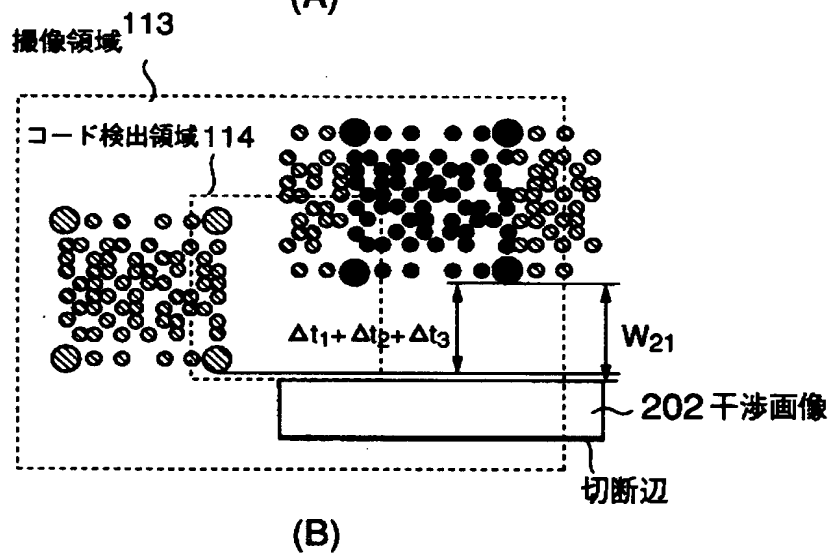 (A)
撮像領域113
コード検出領域114
Δt1+Δt2+Δt3
W21
202 干渉画像
切断辺
(B)